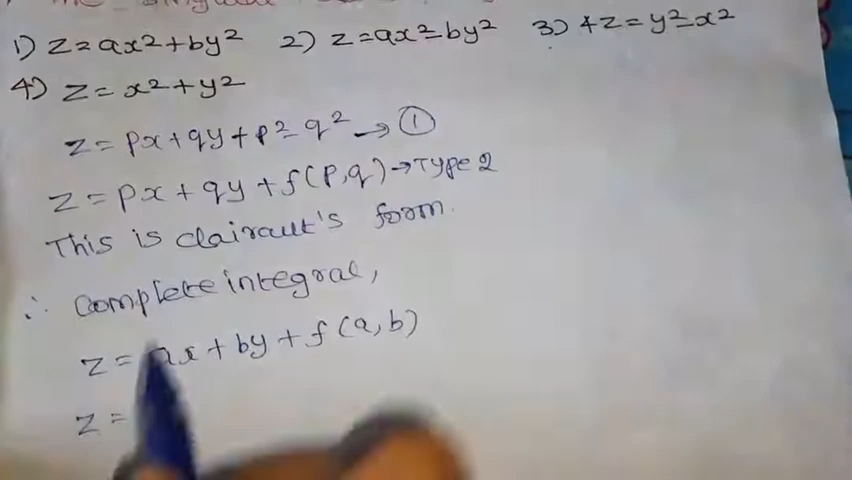 1) z=ax²+by² 2) z=ax²-by² 3) 4z=y²-x²
4) z=x²+y²
z=px+qy+p²-q² → ①
z=px+qy+f(p,q) → Type 2
This is clairaut's form.
∴ Complete integral,
z=ax+by+f(a,b)
z=